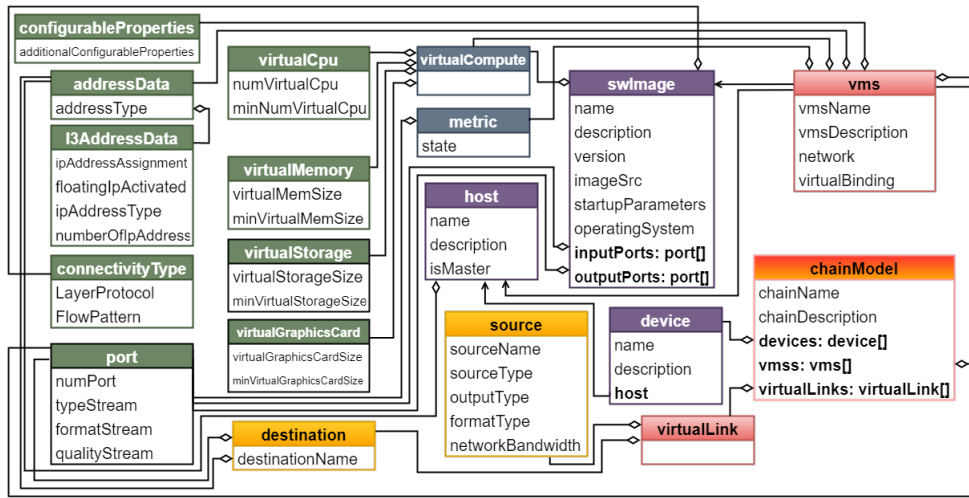 configurableProperties
additionalConfigurableProperties
addressData
addressType
l3AddressData
ipAddressAssignment
floatingIpActivated
ipAddressType
numberOfIpAddress
connectivityType
LayerProtocol
FlowPattern
port
numPort
typeStream
formatStream
qualityStream
virtualCpu
numVirtualCpu
minNumVirtualCpu
virtualMemory
virtualMemSize
minVirtualMemSize
virtualStorage
virtualStorageSize
minVirtualStorageSize
virtualGraphicsCard
virtualGraphicsCardSize
minVirtualGraphicsCardSize
destination
destinationName
virtualCompute
metric
state
host
name
description
isMaster
source
sourceName
sourceType
outputType
formatType
networkBandwidth
swImage
name
description
version
imageSrc
startupParameters
operatingSystem
inputPorts: port[]
outputPorts: port[]
device
name
description
host
virtualLink
vms
vmsName
vmsDescription
network
virtualBinding
chainModel
chainName
chainDescription
devices: device[]
vmss: vms[]
virtualLinks: virtualLink[]